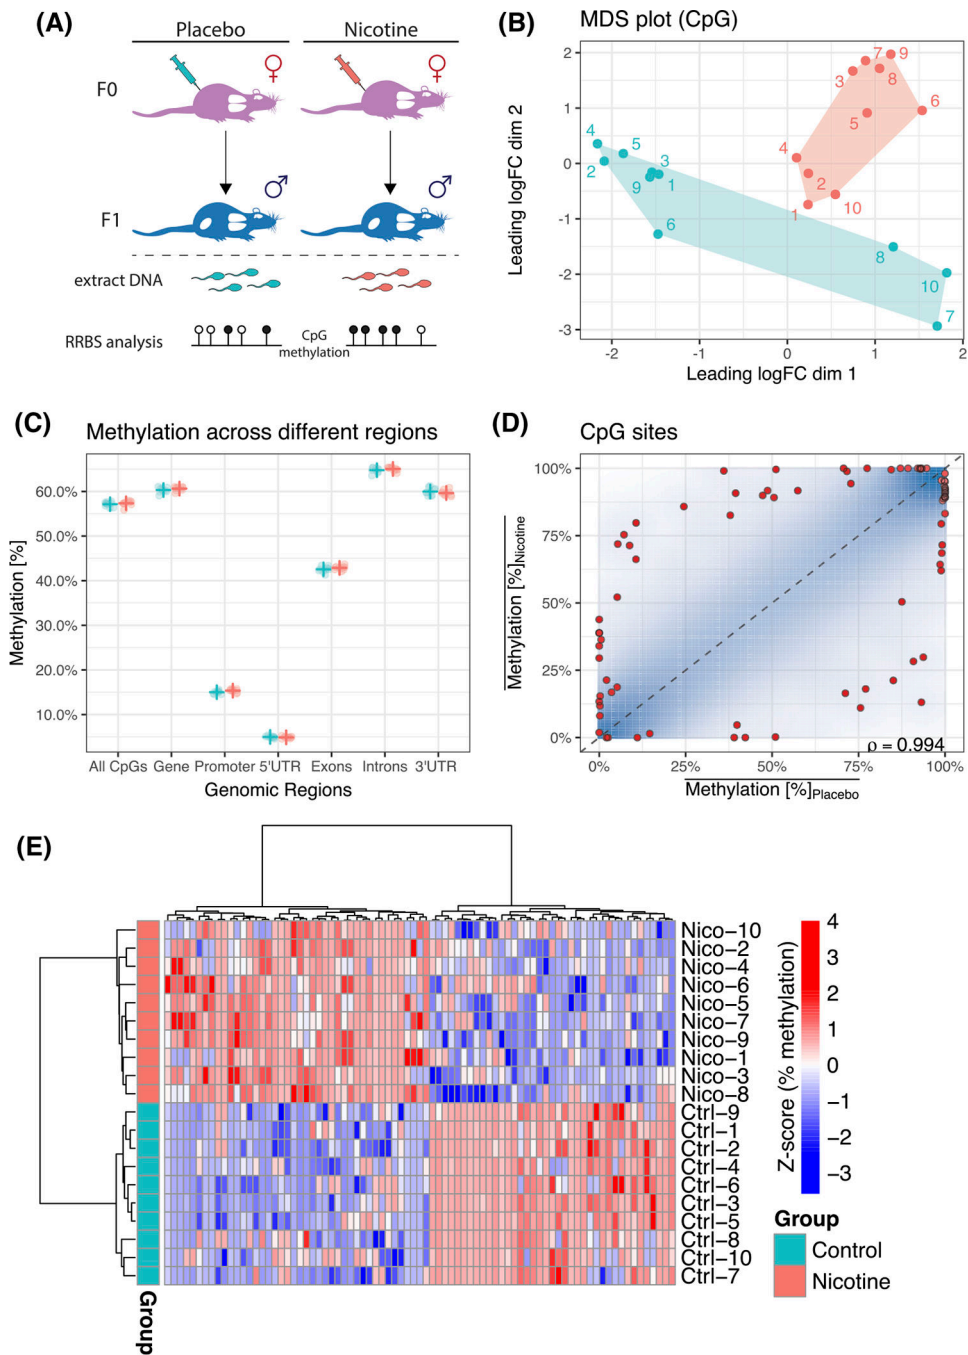 (A)
Placebo
Nicotine
F0
♀
♀
F1
♂
♂
extract DNA
RRBS analysis
CpG
methylation
(B)
MDS plot (CpG)
Leading logFC dim 2
2
1
0
-1
-2
-3
4
2
5
3
9
1
6
8
10
7
3
7
9
8
5
6
4
2
1
10
-2
-1
0
1
2
Leading logFC dim 1
(C)
Methylation across different regions
Methylation [%]
60.0%
50.0%
40.0%
30.0%
20.0%
10.0%
All CpGs Gene Promoter 5'UTR Exons Introns 3'UTR
Genomic Regions
(D)
CpG sites
Methylation [%]Nicotine
100%
75%
50%
25%
0%
ρ = 0.994
0%
25%
50%
75%
100%
Methylation [%]Placebo
(E)
Nico-10
Nico-2
Nico-4
Nico-6
Nico-5
Nico-7
Nico-9
Nico-1
Nico-3
Nico-8
Ctrl-9
Ctrl-1
Ctrl-2
Ctrl-4
Ctrl-6
Ctrl-3
Ctrl-5
Ctrl-8
Ctrl-10
Ctrl-7
Group
Z-score (% methylation)
4
3
2
1
0
-1
-2
-3
Group
Control
Nicotine